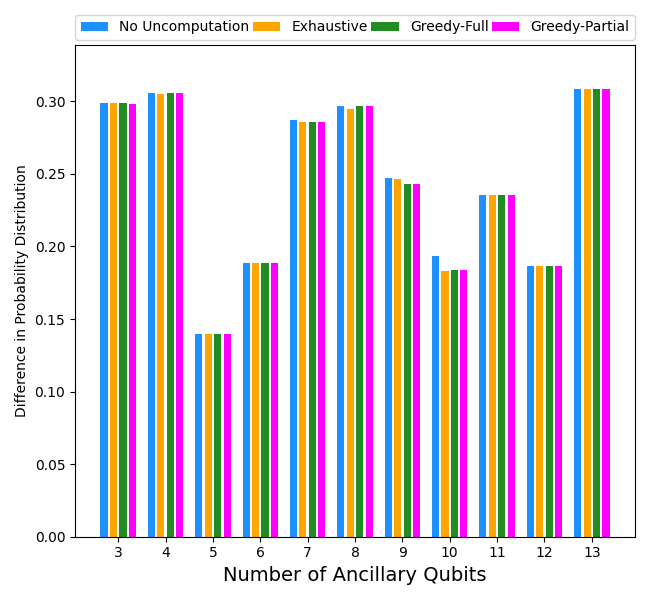 No Uncomputation Exhaustive Greedy-Full Greedy-Partial
Difference in Probability Distribution
0.30
0.25
0.20
0.15
0.10
0.05
0.00
3 4 5 6 7 8 9 10 11 12 13
Number of Ancillary Qubits